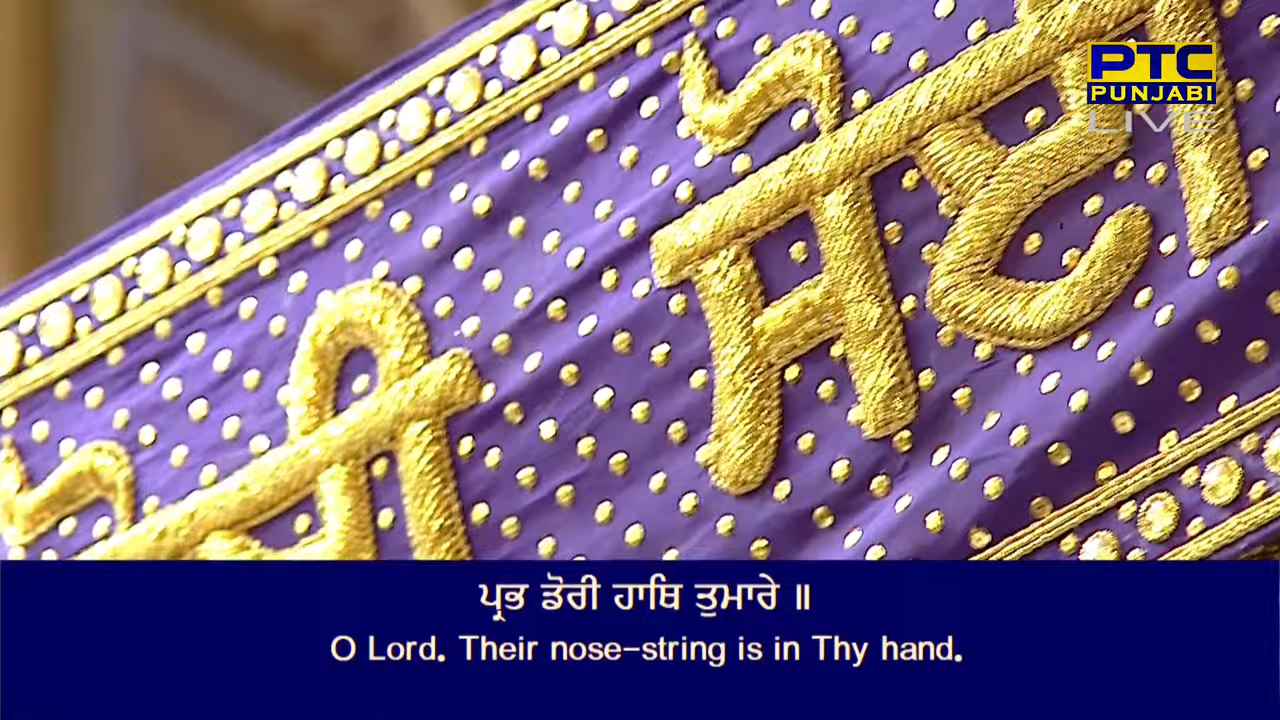 PTC
PUNJABI
LIVE
ਸੋਢੀ
ਪ੍ਰਭ ਡੋਰੀ ਹਾਥਿ ਤੁਮਾਰੇ ॥
O Lord. Their nose-string is in Thy hand.